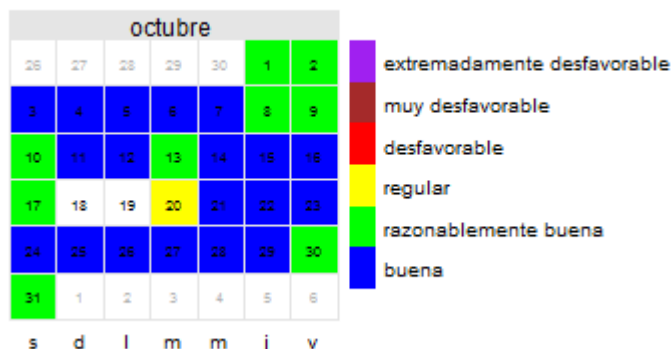 octubre
26 27 28 29 30 1 2
3 4 5 6 7 8 9
10 11 12 13 14 15 16
17 18 19 20 21 22 23
24 25 26 27 28 29 30
31 1 2 3 4 5 6
s d l m m j v
extremadamente desfavorable
muy desfavorable
desfavorable
regular
razonablemente buena
buena